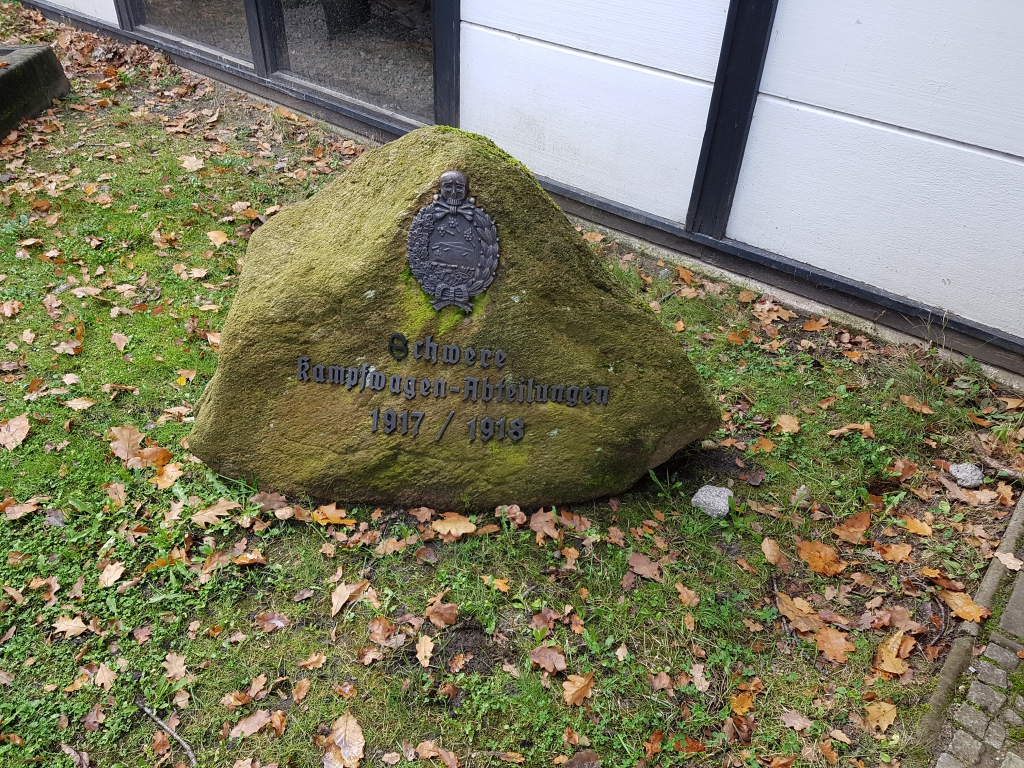 Schwere
Kampfwagen-Abteilungen
1917 / 1918